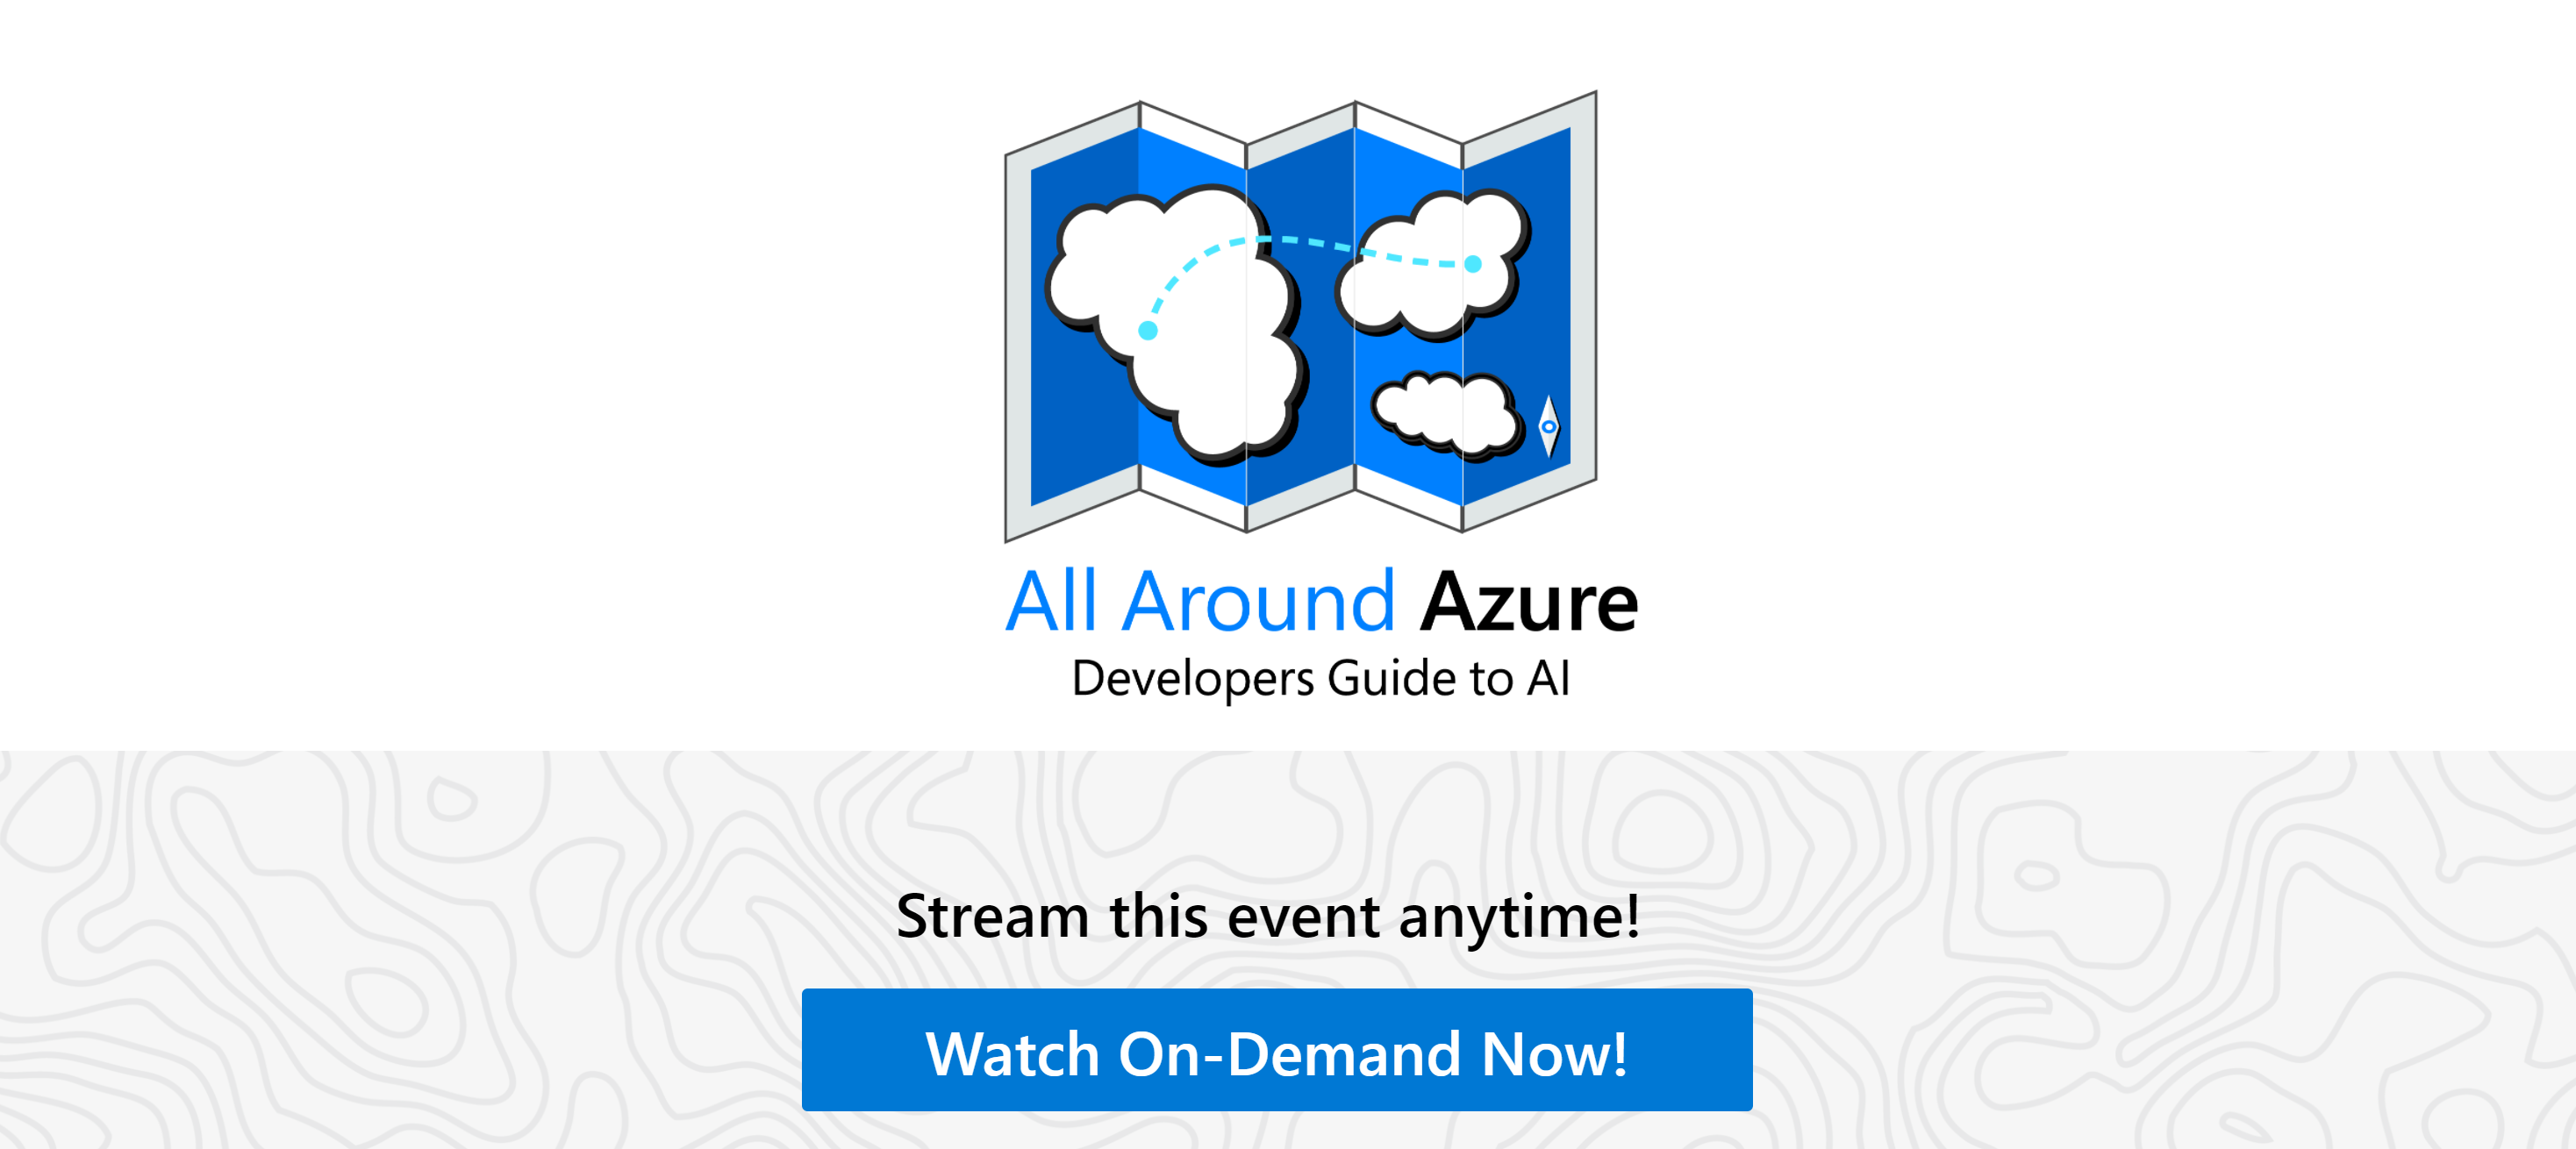 All Around Azure
Developers Guide to AI
Stream this event anytime!
Watch On-Demand Now!